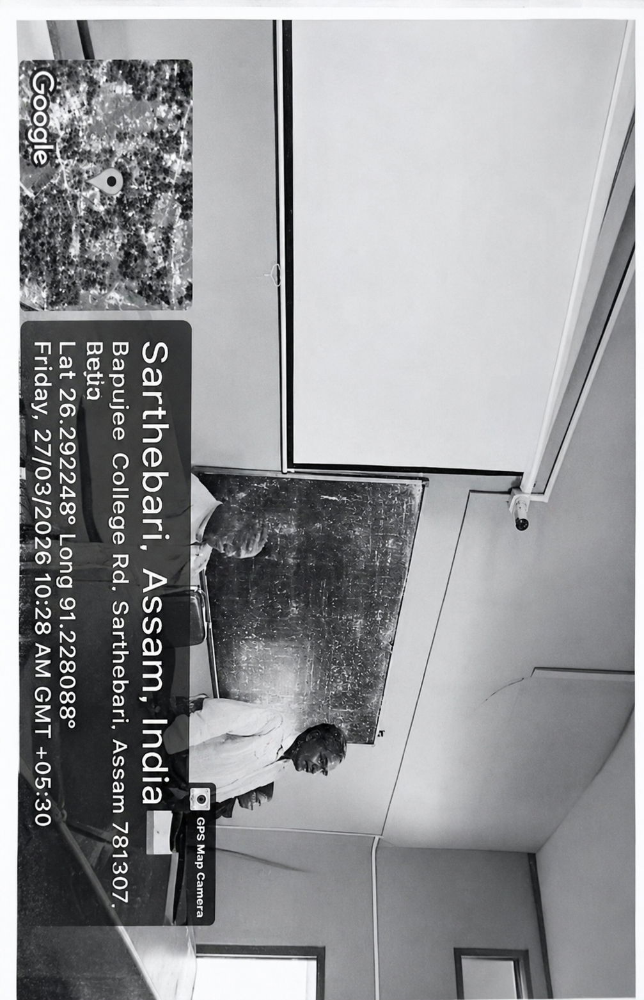 GPS Map Camera
Sarthebari, Assam, India
Bapujee College Rd, Sarthebari, Assam 781307,
Lat 26.292248° Long 91.228088°
Friday, 27/03/2026 10:28 AM GMT +05:30
Google